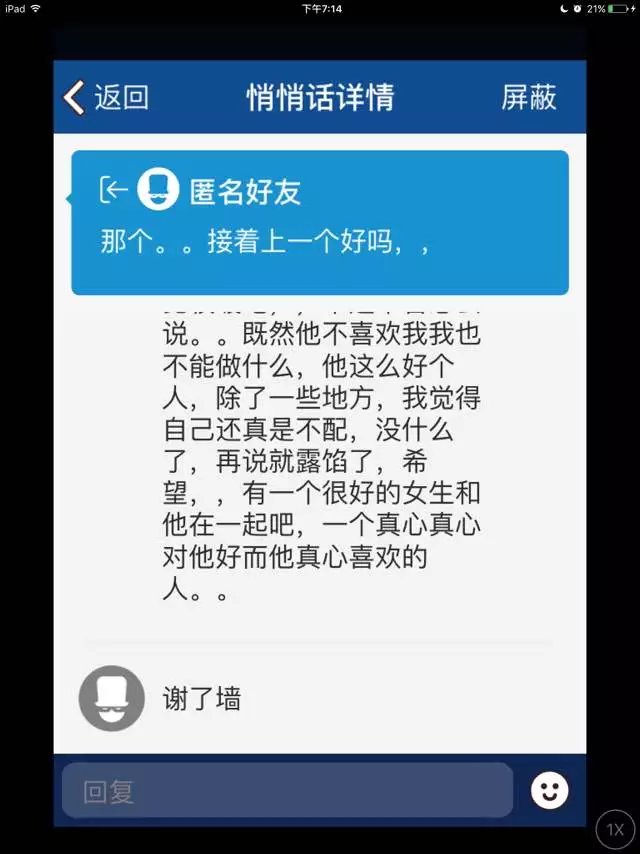 iPad 下午7:14 21%
返回 悄悄话详情 屏蔽
匿名好友
那个。。接着上一个好吗，，
说。。既然他不喜欢我我也
不能做什么，他这么好个
人，除了一些地方，我觉得
自己还真是不配，没什么
了，再说就露馅了，希
望，，有一个很好的女生和
他在一起吧，一个真心真心
对他好而他真心喜欢的
人。。
谢了墙
回复
1X